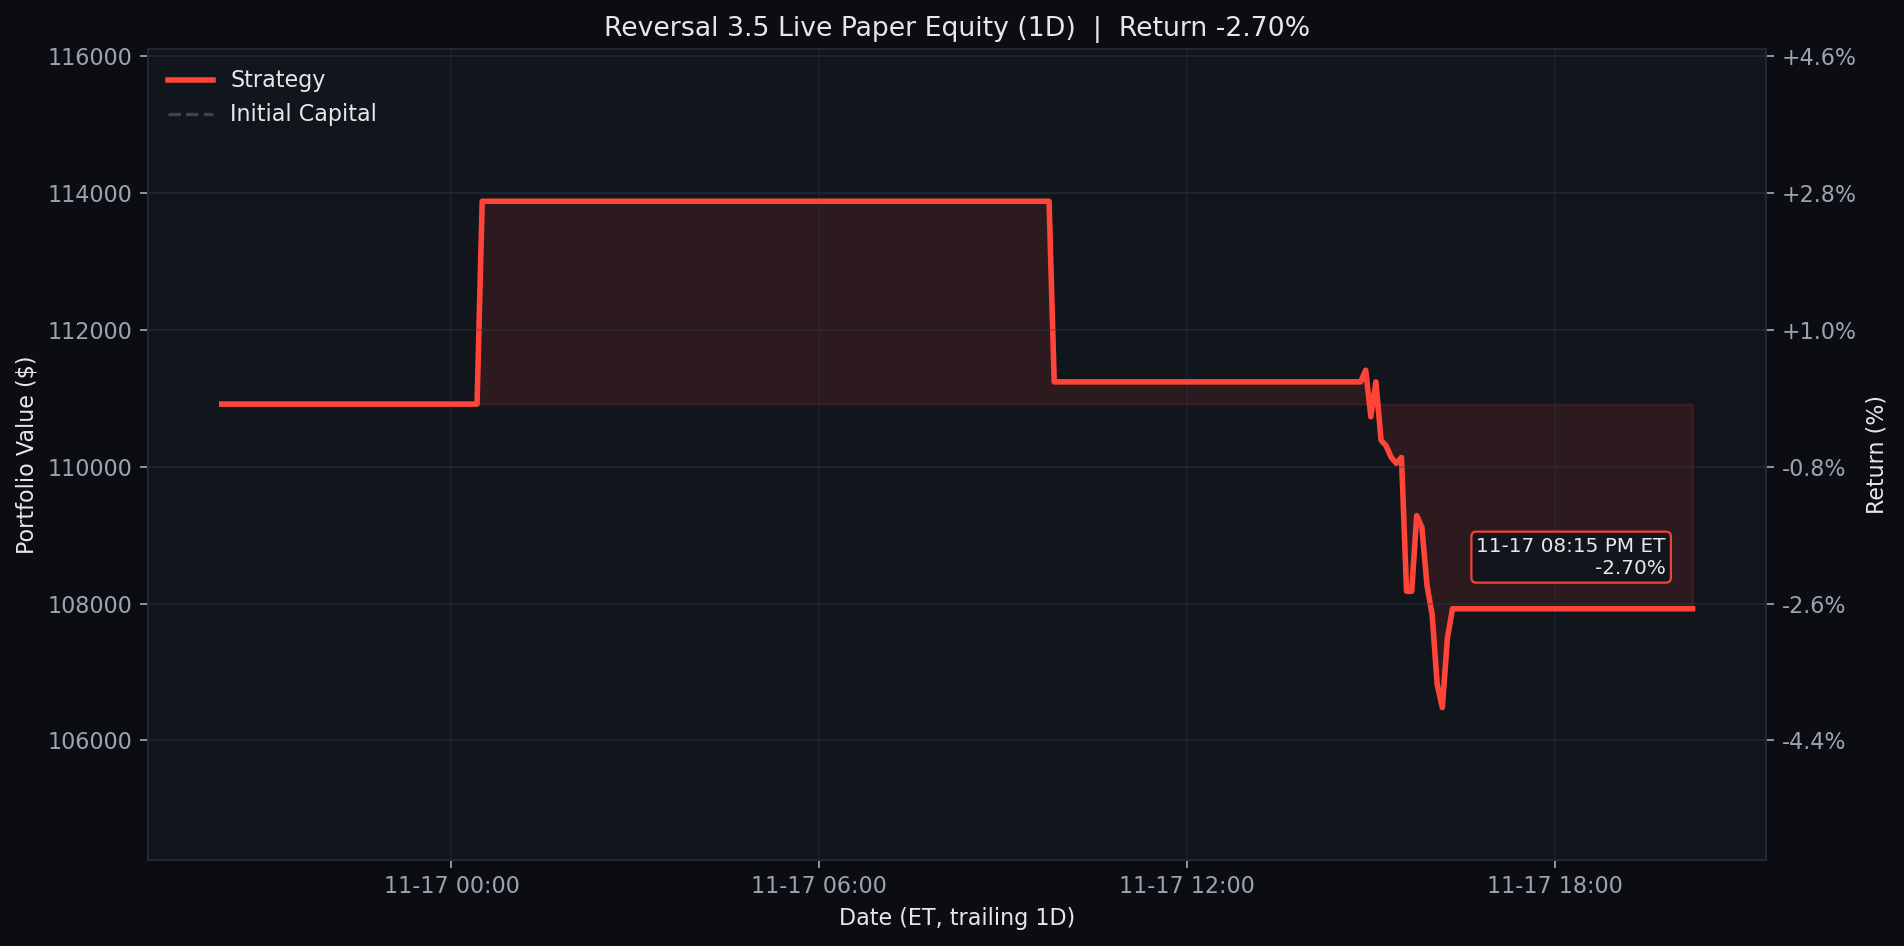 Reversal 3.5 Live Paper Equity (1D)  |  Return -2.70%
Strategy
Initial Capital
116000
114000
112000
110000
108000
106000
Portfolio Value ($)
+4.6%
+2.8%
+1.0%
-0.8%
-2.6%
-4.4%
Return (%)
11-17 08:15 PM ET
-2.70%
11-17 00:00
11-17 06:00
11-17 12:00
11-17 18:00
Date (ET, trailing 1D)